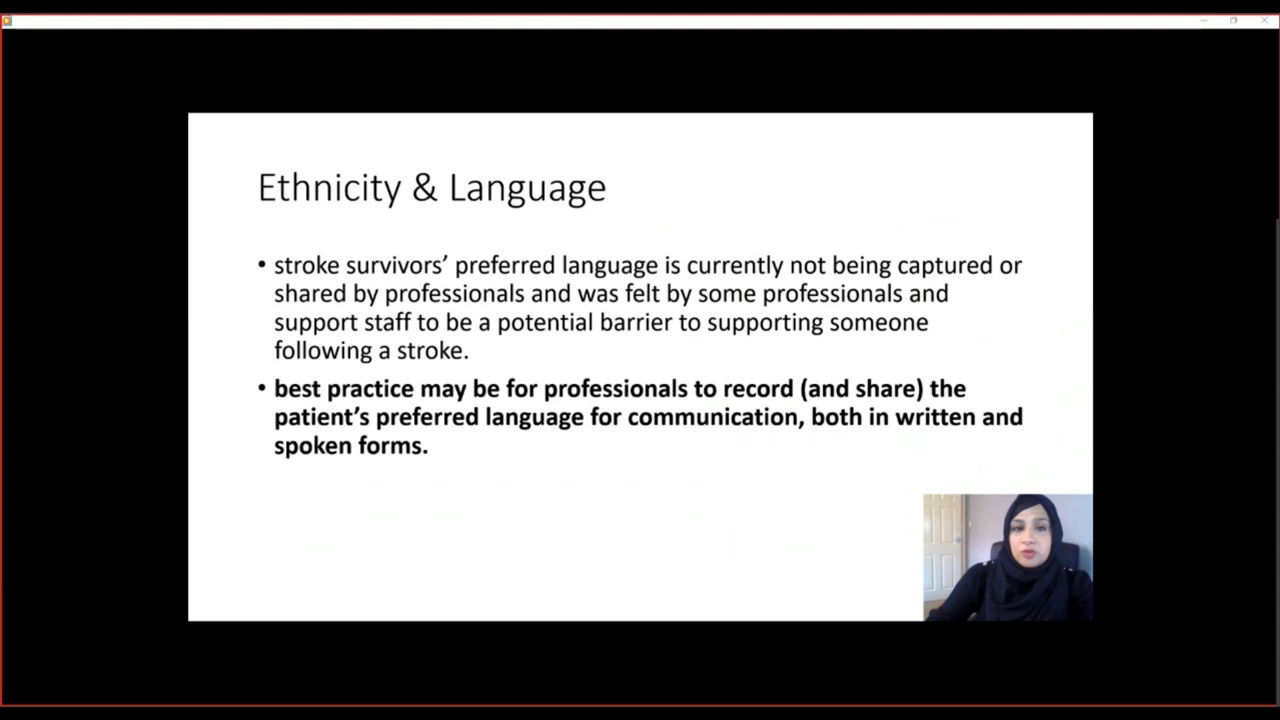 Ethnicity & Language
• stroke survivors’ preferred language is currently not being captured or
shared by professionals and was felt by some professionals and
support staff to be a potential barrier to supporting someone
following a stroke.
• best practice may be for professionals to record (and share) the
patient’s preferred language for communication, both in written and
spoken forms.